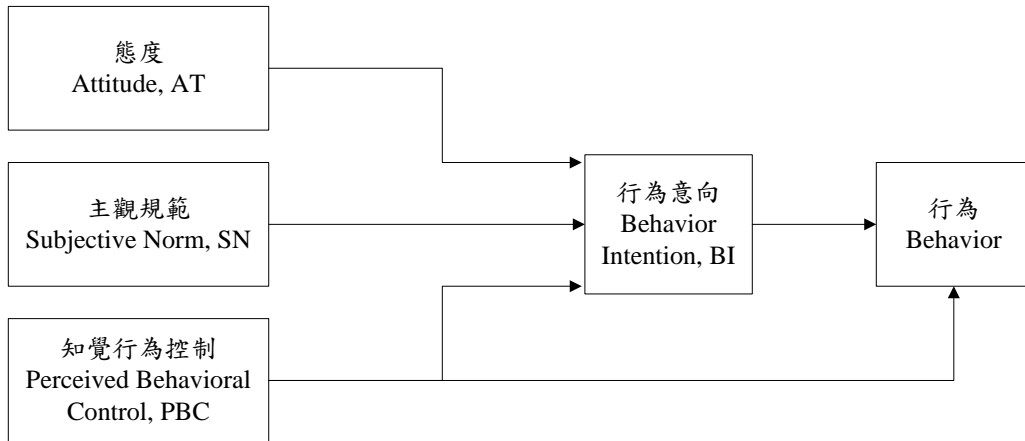 態度
Attitude, AT
主觀規範
Subjective Norm, SN
知覺行為控制
Perceived Behavioral
Control, PBC
行為意向
Behavior
Intention, BI
行為
Behavior